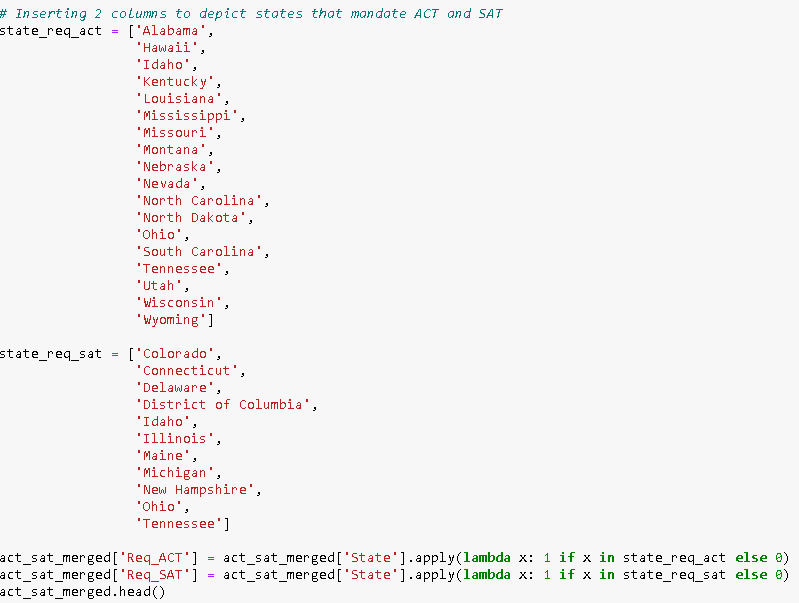 # Inserting 2 columns to depict states that mandate ACT and SAT
state_req_act = ['Alabama',
'Hawaii',
'Idaho',
'Kentucky',
'Louisiana',
'Mississippi',
'Missouri',
'Montana',
'Nebraska',
'Nevada',
'North Carolina',
'North Dakota',
'Ohio',
'South Carolina',
'Tennessee',
'Utah',
'Wisconsin',
'Wyoming']
state_req_sat = ['Colorado',
'Connecticut',
'Delaware',
'District of Columbia',
'Idaho',
'Illinois',
'Maine',
'Michigan',
'New Hampshire',
'Ohio',
'Tennessee']
act_sat_merged['Req_ACT'] = act_sat_merged['State'].apply(lambda x: 1 if x in state_req_act else 0)
act_sat_merged['Req_SAT'] = act_sat_merged['State'].apply(lambda x: 1 if x in state_req_sat else 0)
act_sat_merged.head()